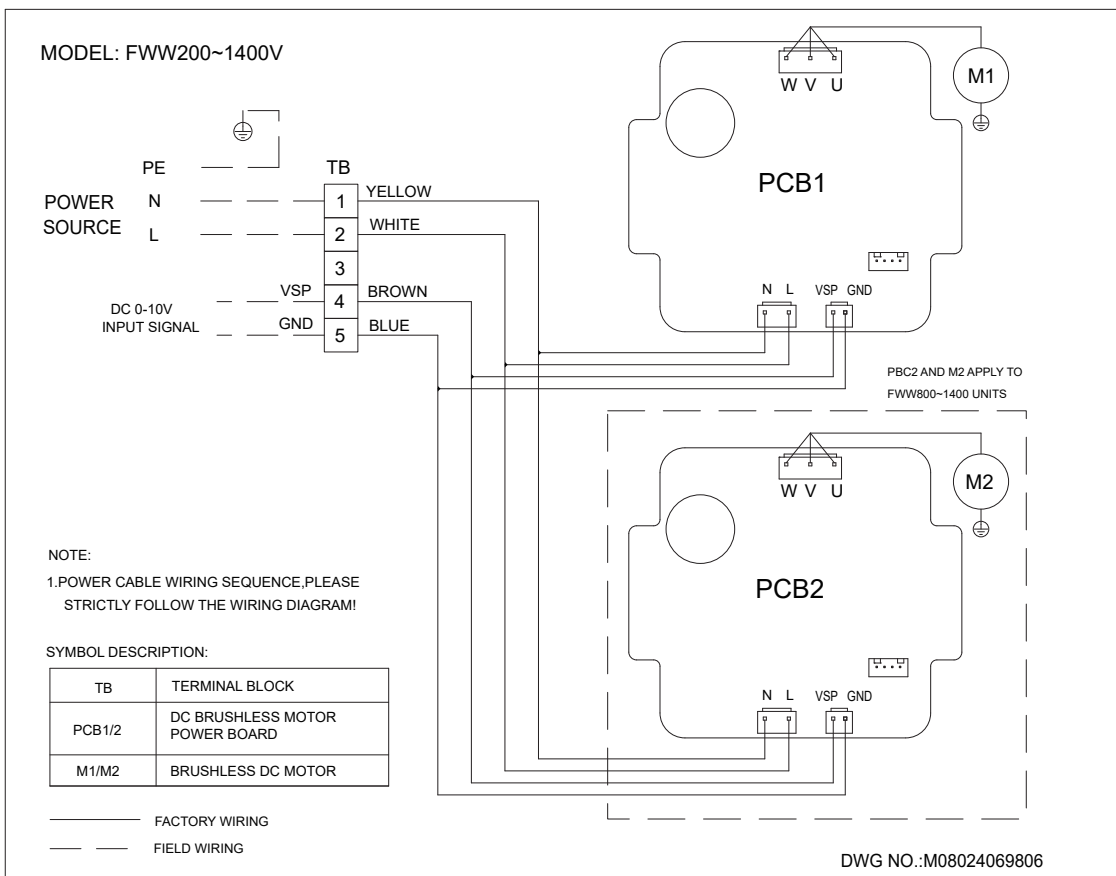 MODEL: FWW200~1400V
W V U
M1
PCB1
N L VSP GND
PE
POWER SOURCE
N
L
TB
1 YELLOW
2 WHITE
3
VSP 4 BROWN
GND 5 BLUE
DC 0-10V
INPUT SIGNAL
PBC2 AND M2 APPLY TO
FWW800~1400 UNITS
W V U
M2
PCB2
N L VSP GND
NOTE:
1.POWER CABLE WIRING SEQUENCE,PLEASE
STRICTLY FOLLOW THE WIRING DIAGRAM!
SYMBOL DESCRIPTION:
TB TERMINAL BLOCK
PCB1/2 DC BRUSHLESS MOTOR
POWER BOARD
M1/M2 BRUSHLESS DC MOTOR
FACTORY WIRING
FIELD WIRING
DWG NO.:M08024069806